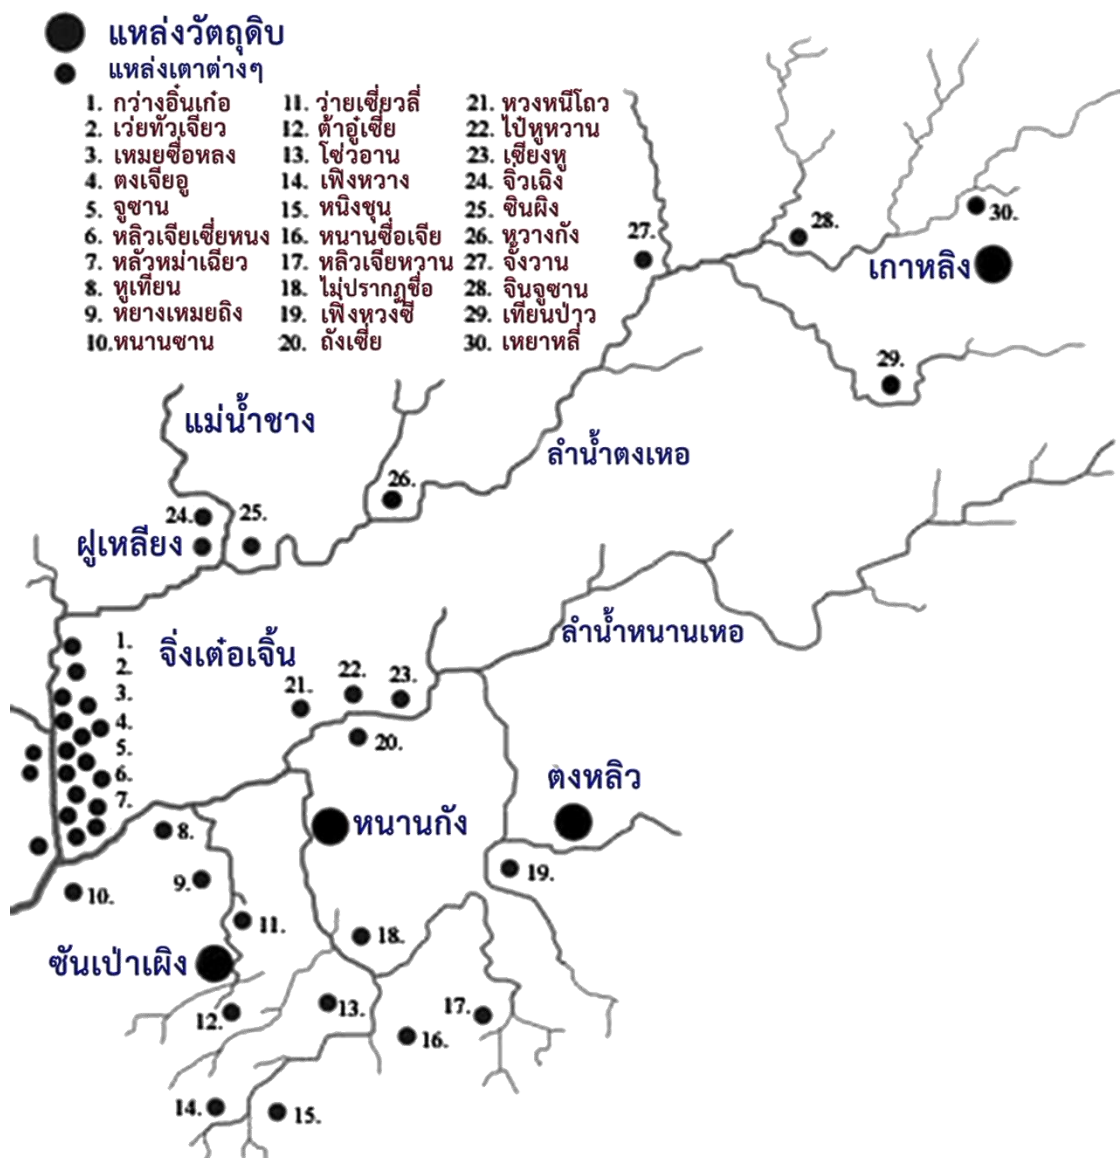 แหล่งวัตถุดิบ
แหล่งเตาต่างๆ
1. กว่างอิ๋นเก๋อ
2. เว่ยทัวเจียว
3. เหมยซื่อหลง
4. ตงเจียอู
5. จูซาน
6. หลิวเจียเซี่ยหนง
7. หลัวหม่าเฉียว
8. หูเทียน
9. หยางเหมยถิง
10. หนานซาน
11. ว่ายเซี่ยวลี่
12. ต้าอู๋เซี่ย
13. โซ่วอาน
14. เฟิงหวาง
15. หนิงชุน
16. หนานซื่อเจีย
17. หลิวเจียหวาน
18. ไม่ปรากฏชื่อ
19. เฟิ่งหวงซี
20. ถังเซี่ย
21. หวงหนีโถว
22. ไป๋หูหวาน
23. เซียงหู
24. จิ่วเฉิง
25. ซินผิง
26. หวางกัง
27. จั้งวาน
28. จินจูซาน
29. เทียนป่าว
30. เหยาหลี่
27.
28.
30.
เกาหลิง
29.
แม่น้ำชาง
ลำน้ำตงเหอ
26.
24.
25.
ฝูเหลียง
ลำน้ำหนานเหอ
1.
จิ่งเต๋อเจิ้น
2.
3.
4.
5.
6.
7.
21.
22.
23.
20.
ตงหลิว
หนานกัง
8.
9.
10.
19.
11.
18.
ซันเป่าเผิง
12.
13.
17.
16.
14.
15.